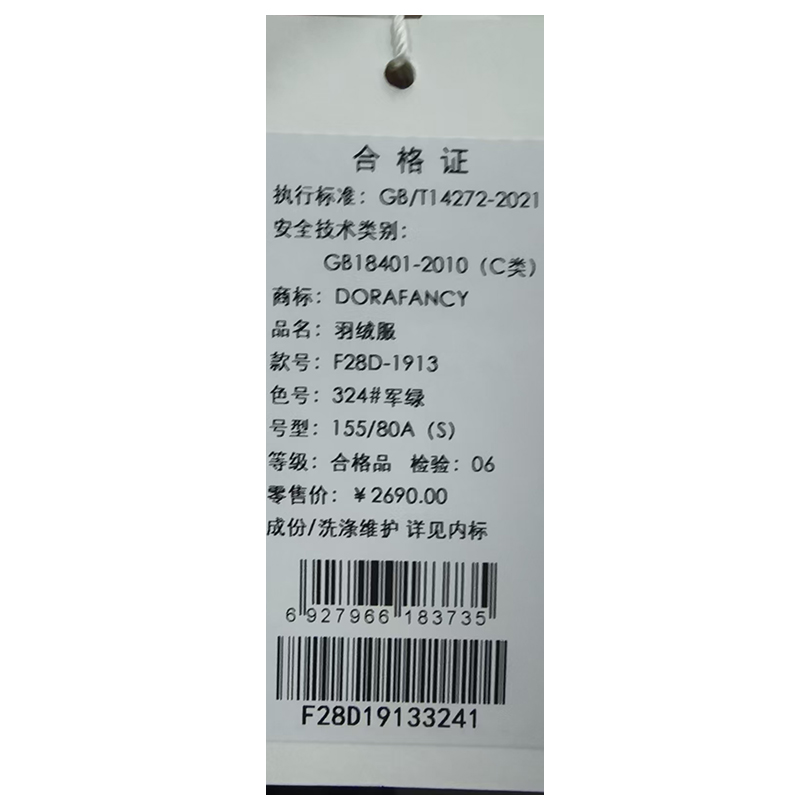 合格证
执行标准：GB/T14272-2021
安全技术类别：
GB18401-2010（C类）
商标：DORAFANCY
品名：羽绒服
款号：F28D-1913
色号：324#军绿
号型：155/80A（S）
等级：合格品 检验：06
零售价：￥2690.00
成份/洗涤维护 详见内标
6 927966 183735
F28D19133241